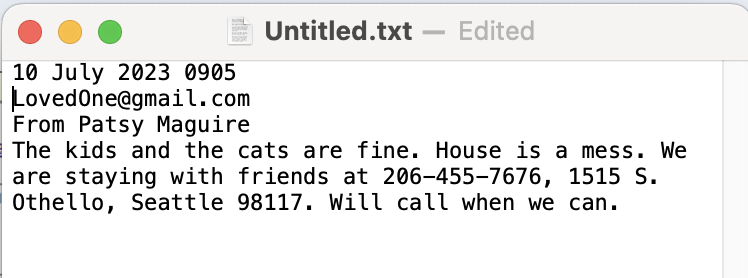 Untitled.txt — Edited
10 July 2023 0905
LovedOne@gmail.com
From Patsy Maguire
The kids and the cats are fine. House is a mess. We
are staying with friends at 206-455-7676, 1515 S.
Othello, Seattle 98117. Will call when we can.